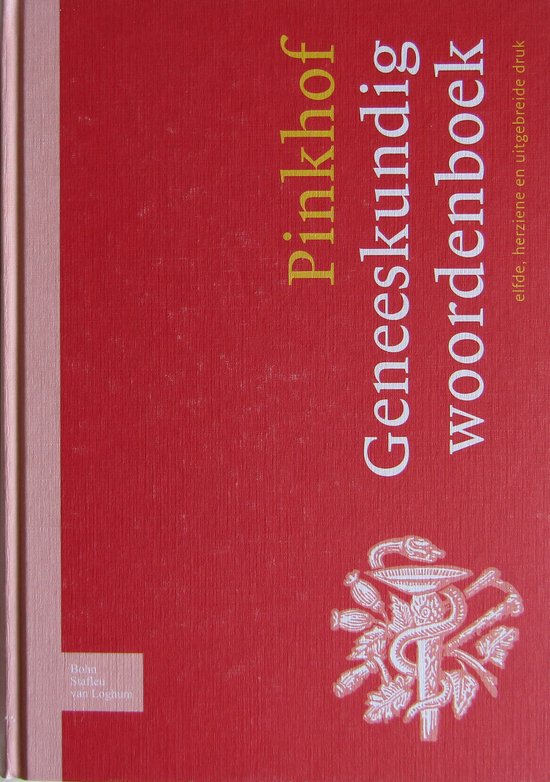 Pinkhof
Geneeskundig
woordenboek
elfde, herziene en uitgebreide druk
Bohn
Stafleu
van Loghum